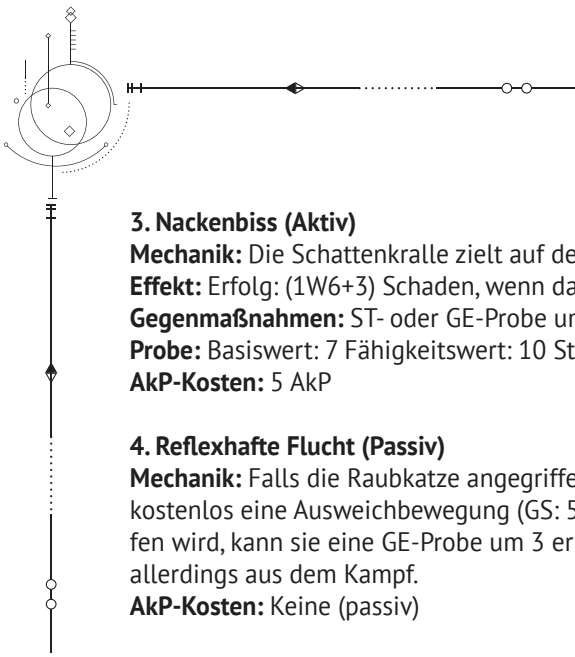 3. Nackenbiss (Aktiv)
Mechanik: Die Schattenkralle zielt auf de
Effekt: Erfolg: (1W6+3) Schaden, wenn da
Gegenmaßnahmen: ST- oder GE-Probe u
Probe: Basiswert: 7 Fähigkeitswert: 10 St
AkP-Kosten: 5 AkP
4. Reflexhafte Flucht (Passiv)
Mechanik: Falls die Raubkatze angegriffe
kostenlos eine Ausweichbewegung (GS: 5
fen wird, kann sie eine GE-Probe um 3 er
allerdings aus dem Kampf.
AkP-Kosten: Keine (passiv)